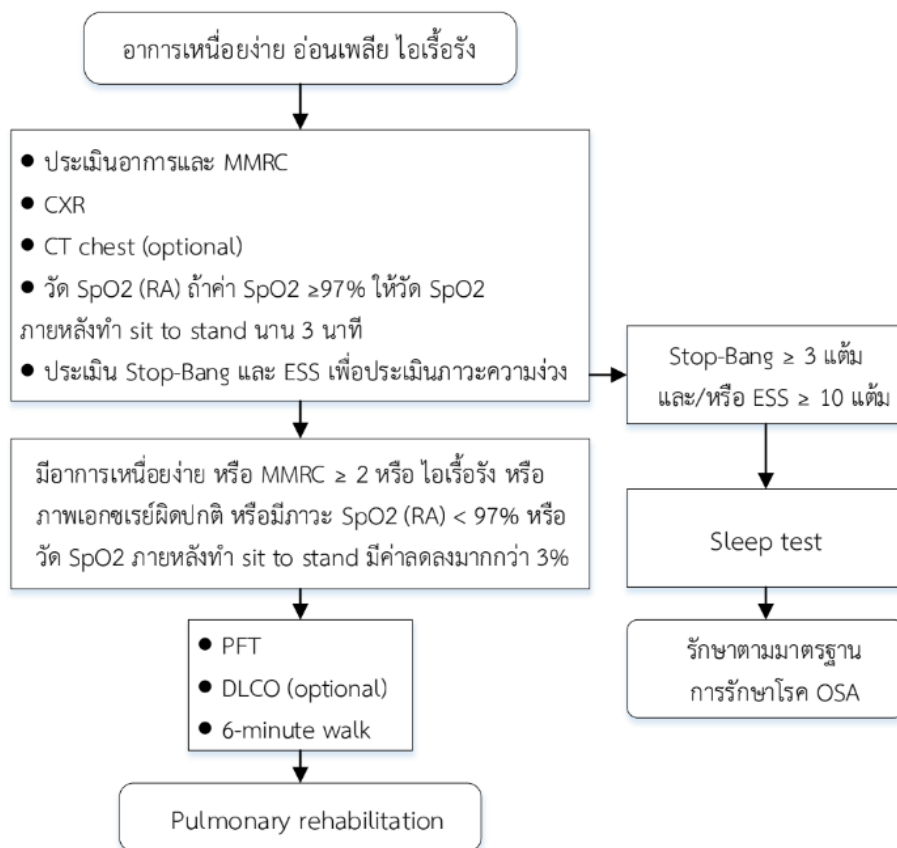 อาการเหนื่อยง่าย อ่อนเพลีย ไอเรื้อรัง
● ประเมินอาการและ MMRC
● CXR
● CT chest (optional)
● วัด SpO2 (RA) ถ้าค่า SpO2 ≥97% ให้วัด SpO2
ภายหลังทำ sit to stand นาน 3 นาที
● ประเมิน Stop-Bang และ ESS เพื่อประเมินภาวะความง่วง
Stop-Bang ≥ 3 แต้ม
และ/หรือ ESS ≥ 10 แต้ม
มีอาการเหนื่อยง่าย หรือ MMRC ≥ 2 หรือ ไอเรื้อรัง หรือ
ภาพเอกซเรย์ผิดปกติ หรือมีภาวะ SpO2 (RA) < 97% หรือ
วัด SpO2 ภายหลังทำ sit to stand มีค่าลดลงมากกว่า 3%
Sleep test
● PFT
● DLCO (optional)
● 6-minute walk
รักษาตามมาตรฐาน
การรักษาโรค OSA
Pulmonary rehabilitation